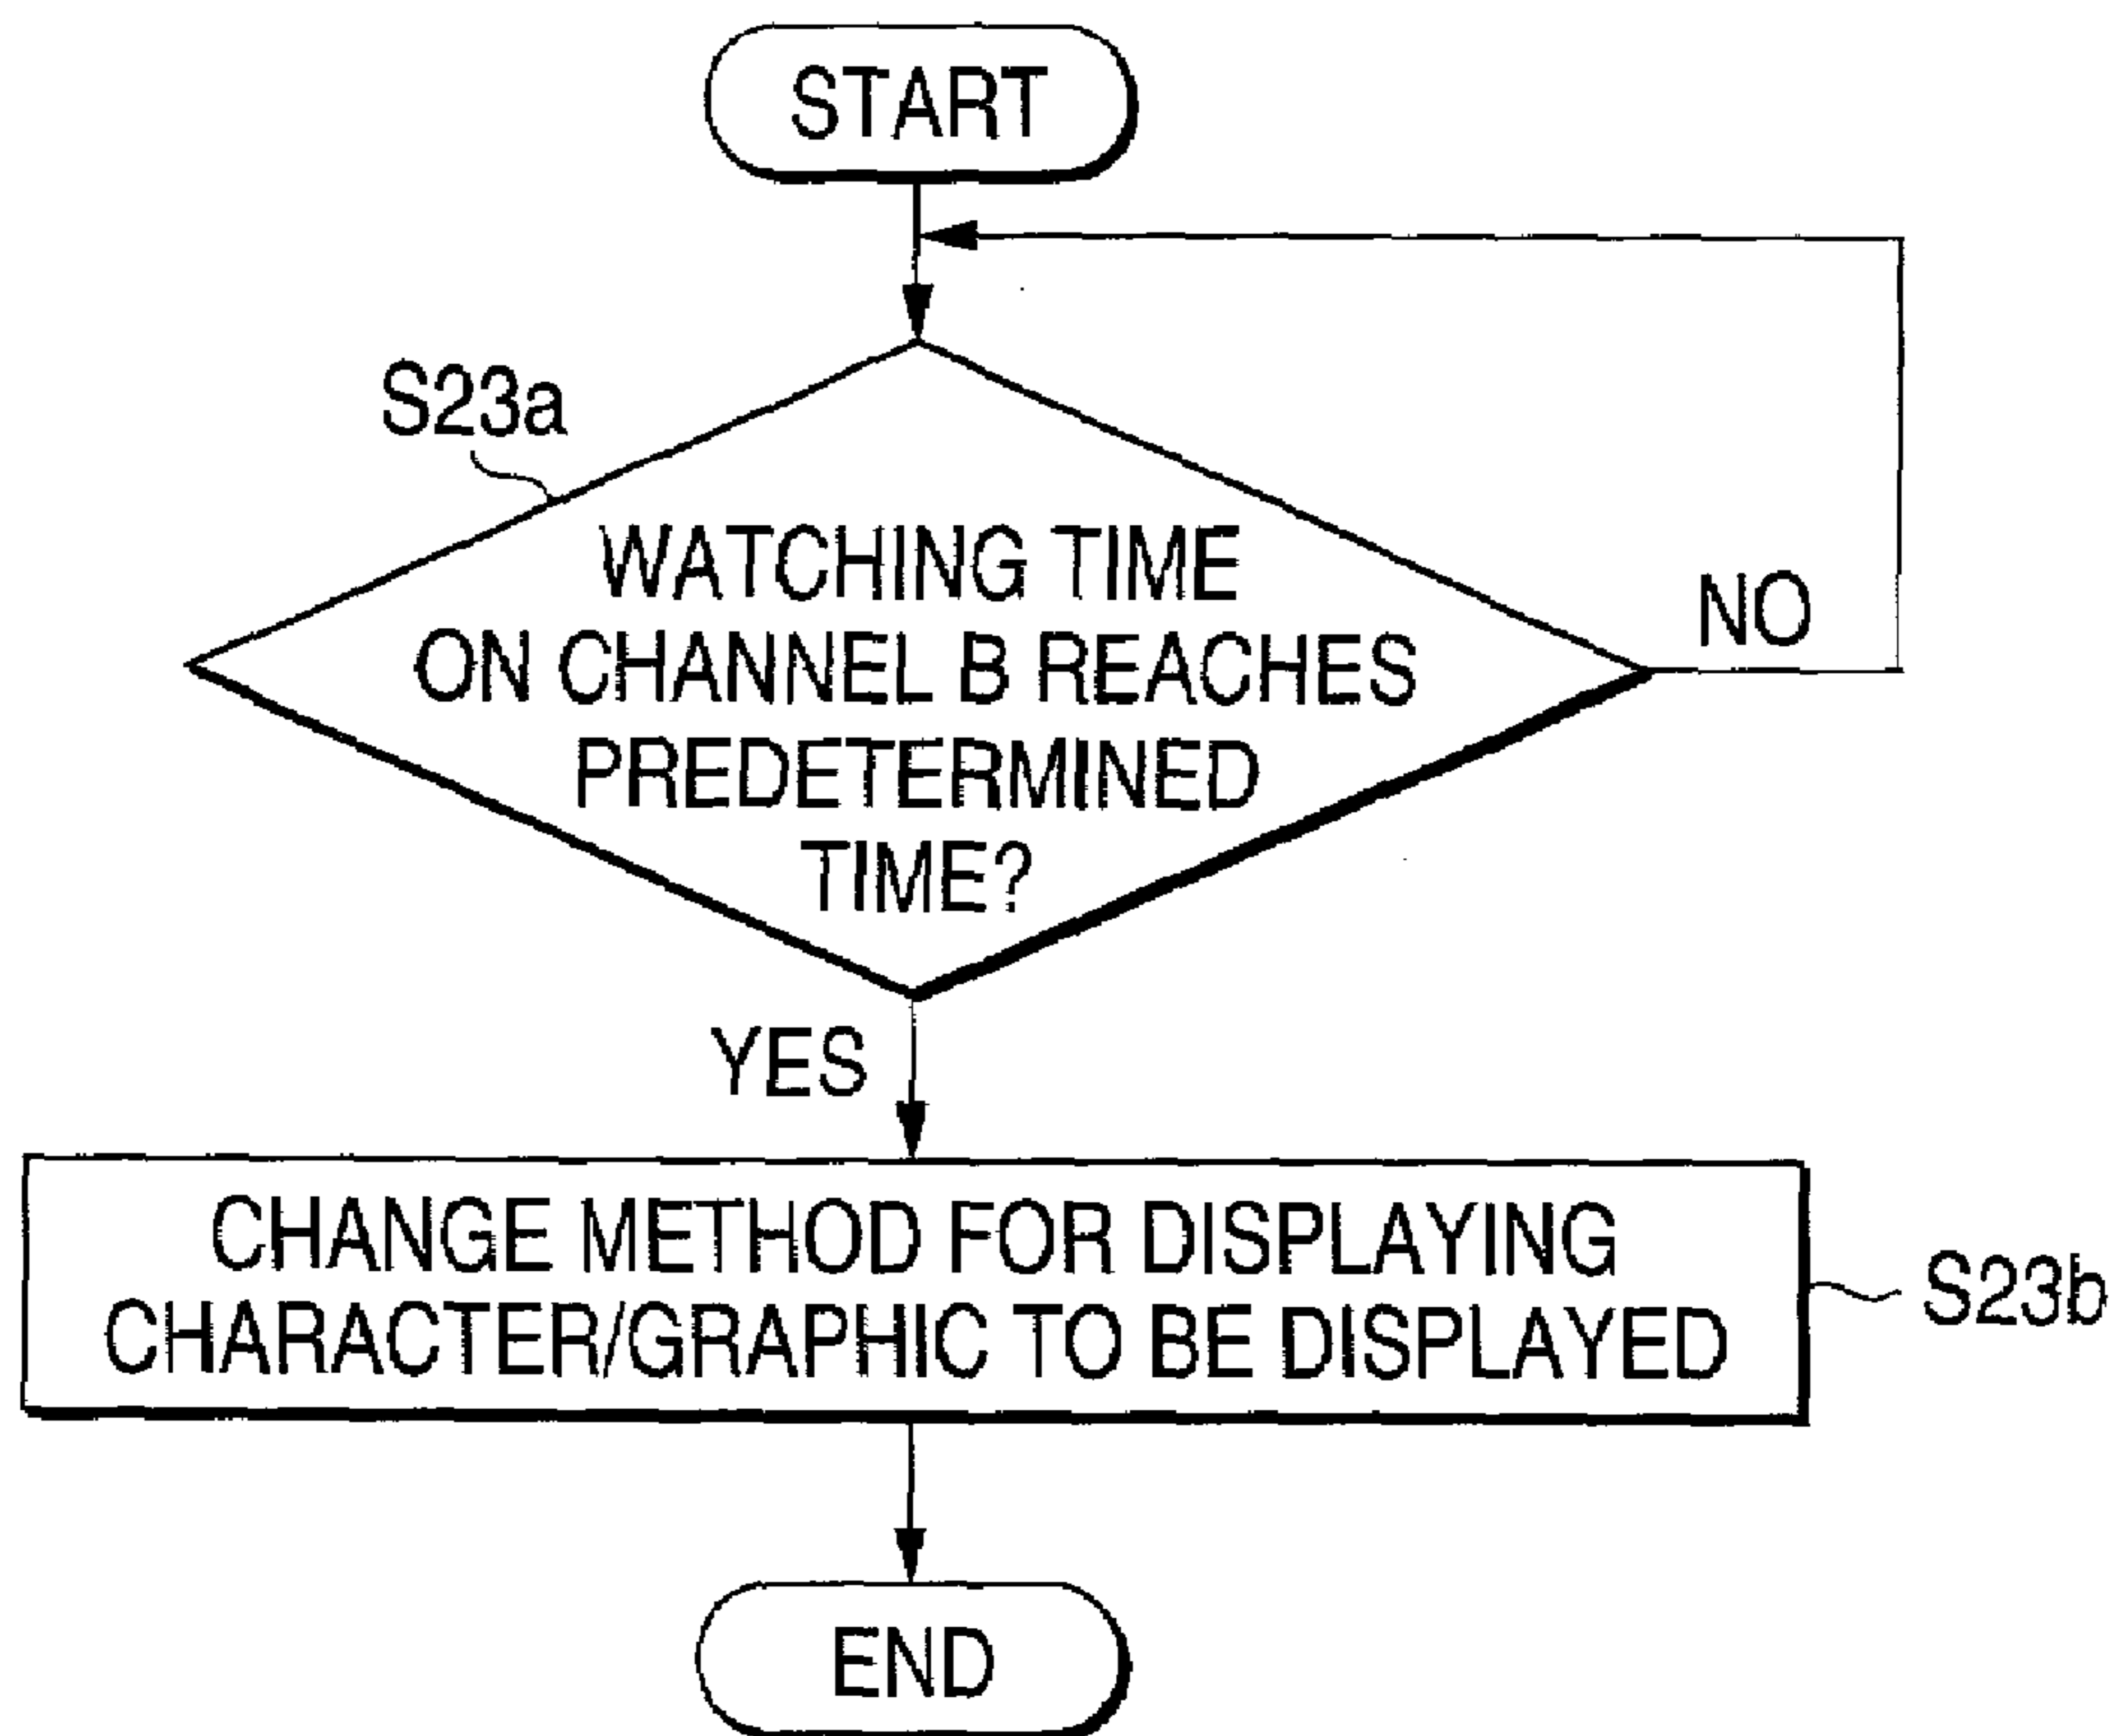 START
S23a
WATCHING TIME
ON CHANNEL B REACHES
PREDETERMINED
TIME?
NO
YES
CHANGE METHOD FOR DISPLAYING
CHARACTER/GRAPHIC TO BE DISPLAYED
S23b
END